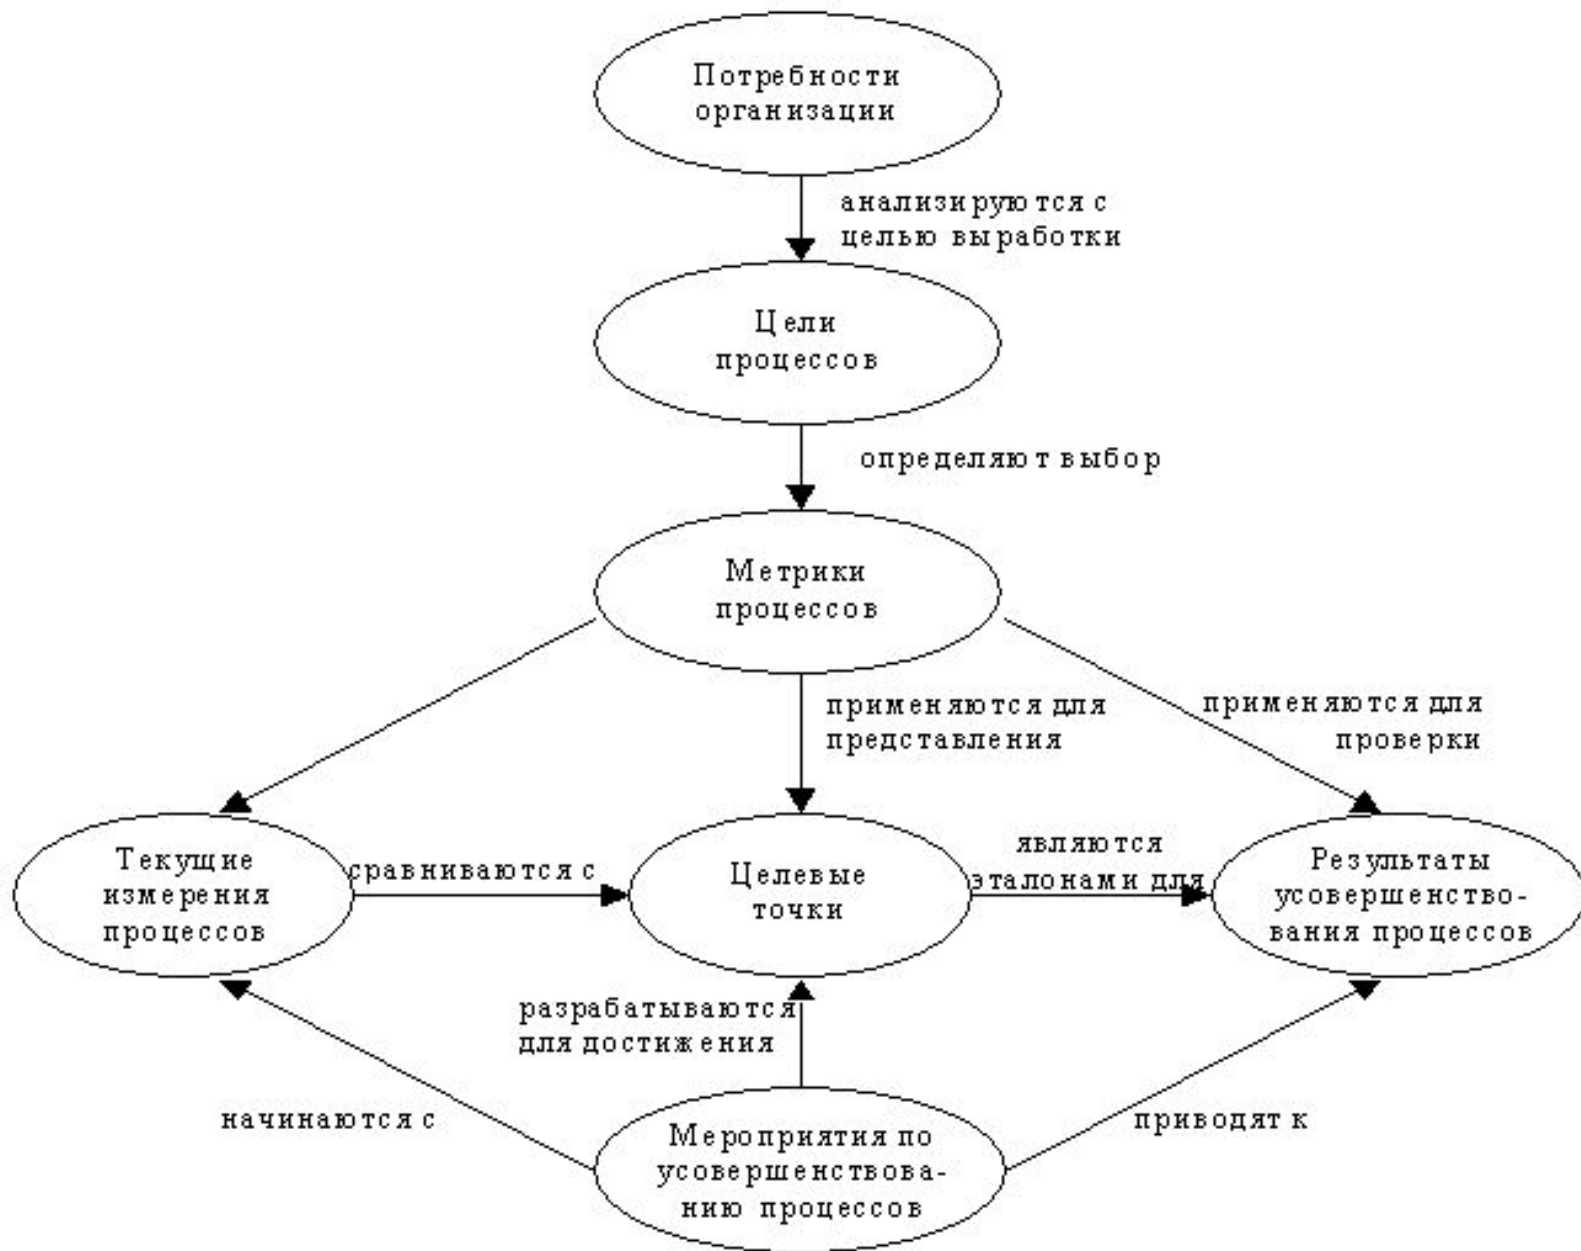 Потребности
организации
анализируются с
целью выработки
Цели
процессов
определяют выбор
Метрики
процессов
применяются для
представления
применяются для
проверки
Текущие
измерения
процессов
сравниваются с
Целевые
точки
являются
эталонами для
Результаты
усовершенство-
вания процессов
разрабатываются
для достижения
начинаются с
приводят к
Мероприятия по
усовершенствова-
нию процессов